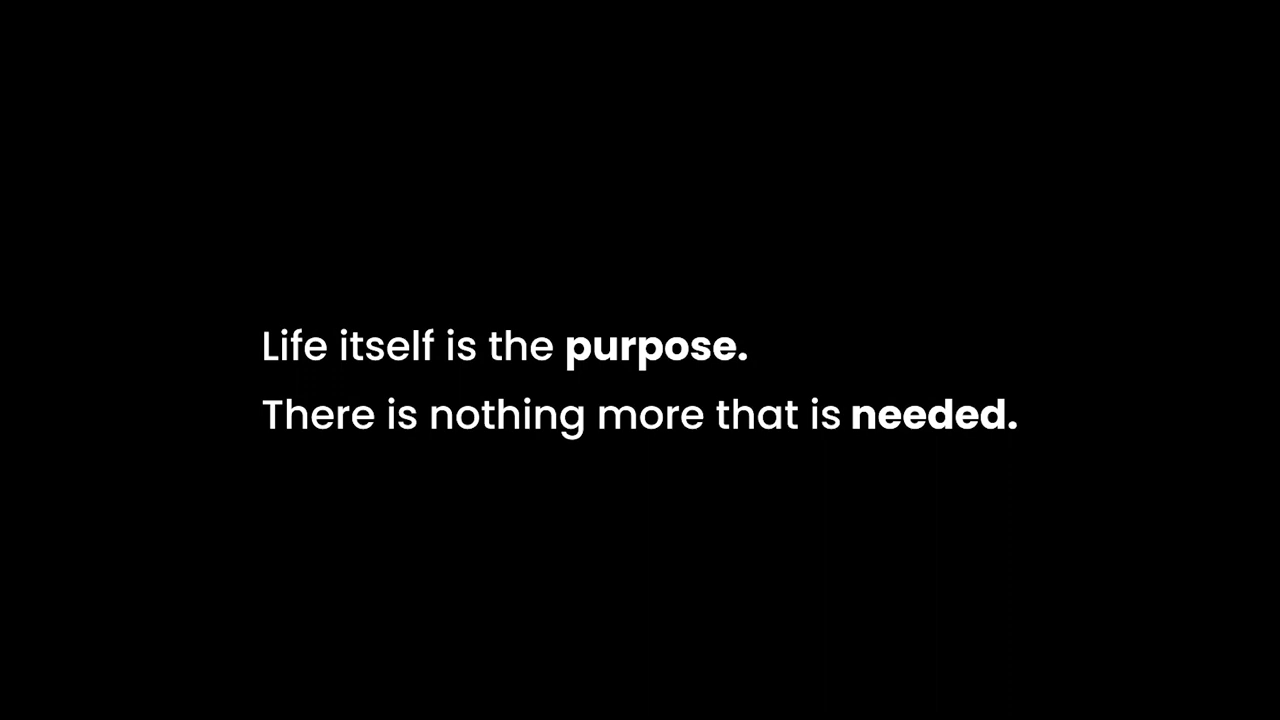 Life itself is the purpose.
There is nothing more that is needed.